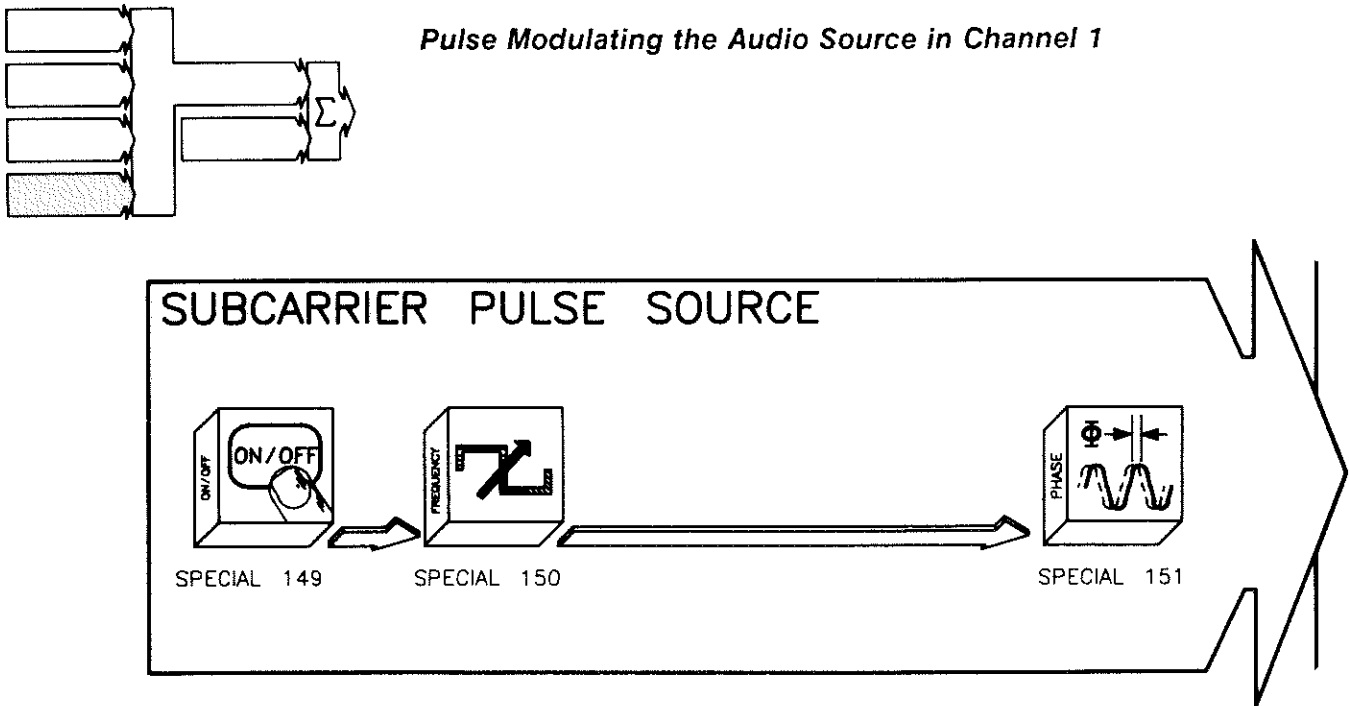 Pulse Modulating the Audio Source in Channel 1
Σ
SUBCARRIER PULSE SOURCE
ON/OFF
ON/OFF
FREQUENCY
PHASE
Φ
SPECIAL 149
SPECIAL 150
SPECIAL 151